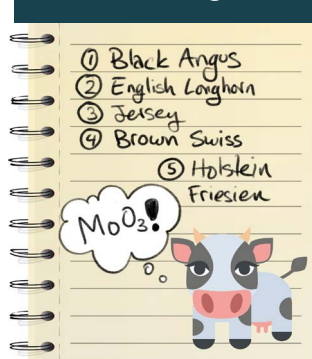 ① Black Angus
② English Longhorn
③ Jersey
④ Brown Swiss
⑤ Holstein
Friesien
MoO₃!